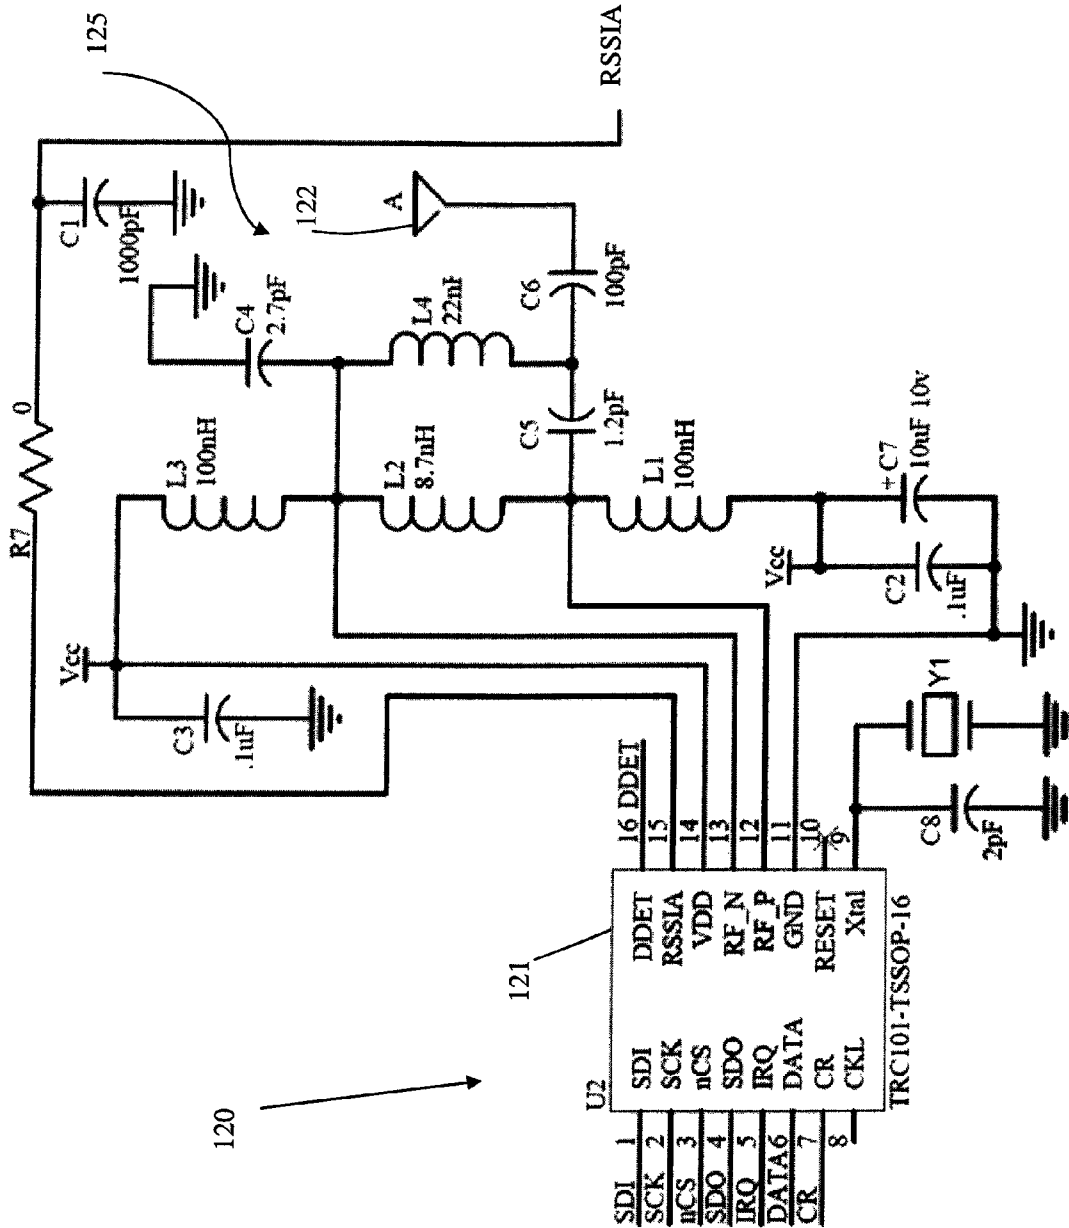 125
RSSIA
C1
1000pF
122
A
C4
2.7pF
L4
22nH
C6
100pF
R7
0
L3
100nH
L2
8.7nH
C5
1.2pF
L1
100nH
Vcc
C3
.1uF
Vcc
C2
.1uF
+ C7
10uF 10v
Y1
C8
2pF
120
121
U2
TRC101-TSSOP-16
SDI 1 SDI
SCK 2 SCK
nCS 3 nCS
SDO 4 SDO
IRQ 5 IRQ
DATA 6 DATA
CR 7 CR
8 CKL
DDET 16 DDET
RSSIA 15
VDD 14
RF_N 13
RF_P 12
GND 11
RESET 10
Xtal 9